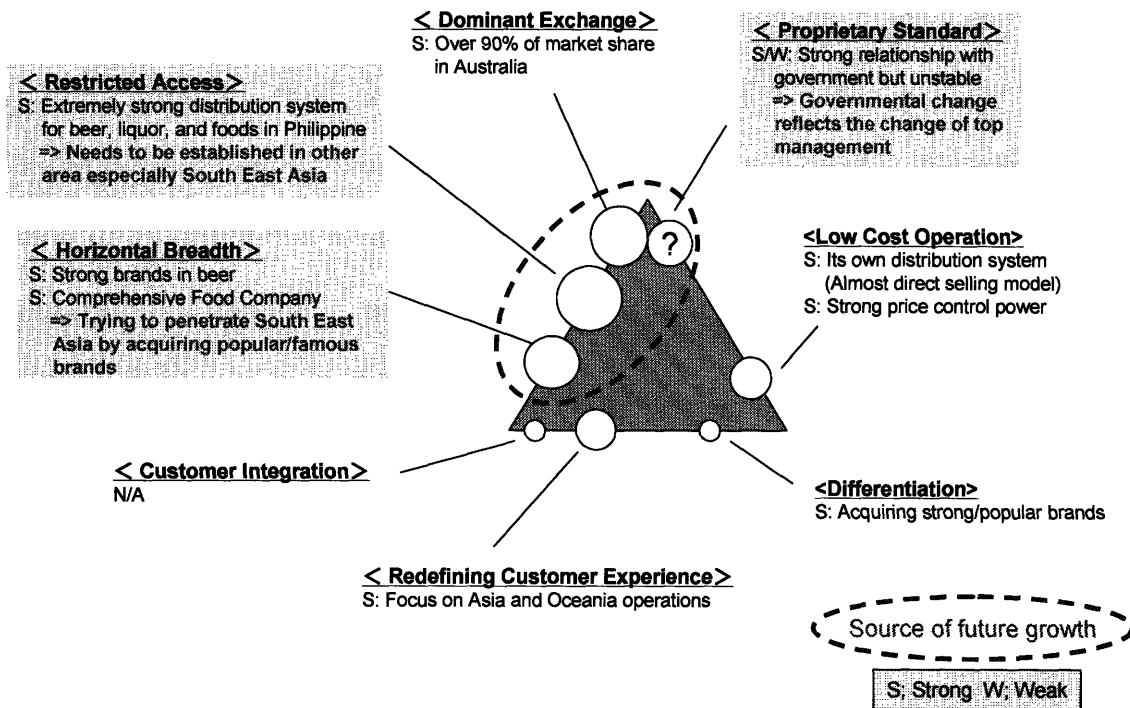 < Dominant Exchange>
S: Over 90% of market share
in Australia
< Proprietary Standard>
S/W: Strong relationship with
government but unstable
=> Governmental change
reflects the change of top
management
< Restricted Access>
S: Extremely strong distribution system
for beer, liquor, and foods in Philippine
=> Needs to be established in other
area especially South East Asia
< Horizontal Breadth>
S: Strong brands in beer
S: Comprehensive Food Company
=> Trying to penetrate South East
Asia by acquiring popular/famous
brands
?
<Low Cost Operation>
S: Its own distribution system
(Almost direct selling model)
S: Strong price control power
< Customer Integration>
N/A
<Differentiation>
S: Acquiring strong/popular brands
< Redefining Customer Experience>
S: Focus on Asia and Oceania operations
Source of future growth
S; Strong W; Weak